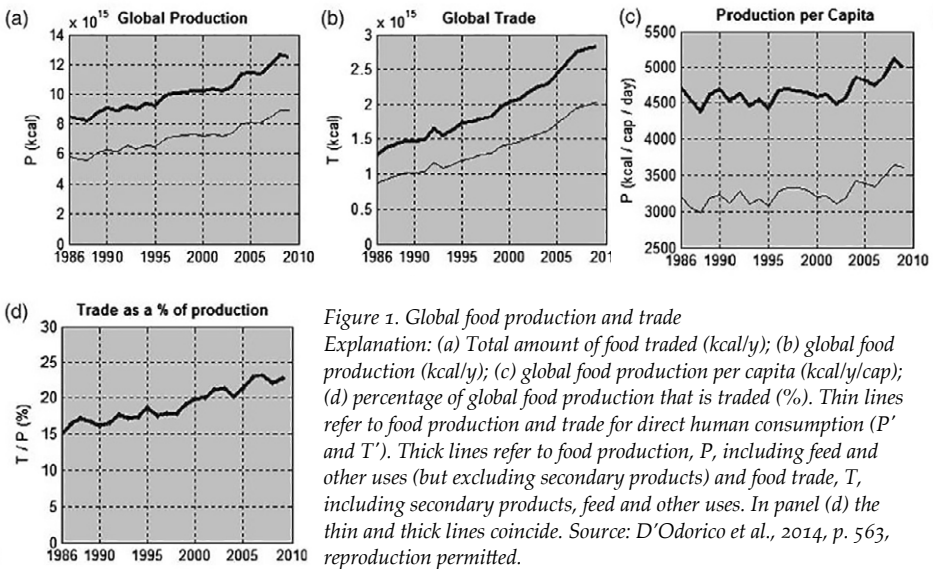 (a) Global Production
14 x 10^15
12
10
8
6
4
2
0
P (kcal)
1986 1990 1995 2000 2005 2010
(b) Global Trade
3 x 10^15
2.5
2
1.5
1
0.5
0
T (kcal)
1986 1990 1995 2000 2005 201
(c) Production per Capita
5500
5000
4500
4000
3500
3000
2500
P (kcal / cap / day)
1986 1990 1995 2000 2005 2010
(d) Trade as a % of production
30
25
20
15
10
5
0
T / P (%)
1986 1990 1995 2000 2005 2010
Figure 1. Global food production and trade
Explanation: (a) Total amount of food traded (kcal/y); (b) global food
production (kcal/y); (c) global food production per capita (kcal/y/cap);
(d) percentage of global food production that is traded (%). Thin lines
refer to food production and trade for direct human consumption (P'
and T'). Thick lines refer to food production, P, including feed and
other uses (but excluding secondary products) and food trade, T,
including secondary products, feed and other uses. In panel (d) the
thin and thick lines coincide. Source: D'Odorico et al., 2014, p. 563,
reproduction permitted.